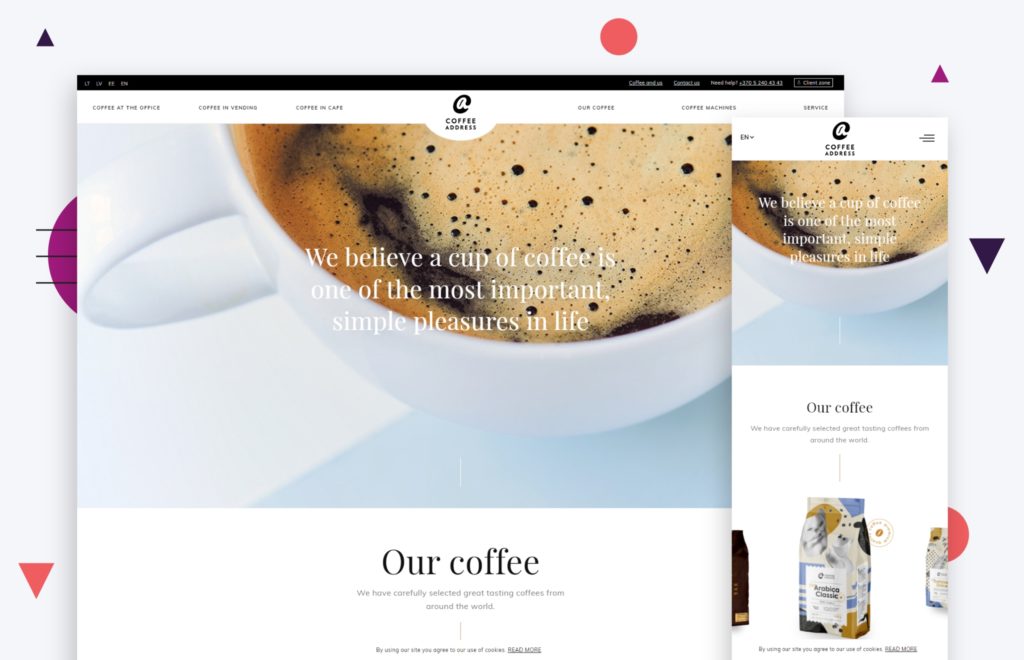 LT LV EE EN
Coffee and us Contact us Need help? +370 5 240 43 43 Client zone
COFFEE AT THE OFFICE COFFEE IN VENDING COFFEE IN CAFE
COFFEE
ADDRESS
OUR COFFEE COFFEE MACHINES SERVICE
We believe a cup of coffee is
one of the most important,
simple pleasures in life
Our coffee
We have carefully selected great tasting coffees from
around the world.
By using our site you agree to our use of cookies. READ MORE
EN
COFFEE
ADDRESS
We believe a cup of coffee
is one of the most
important, simple
pleasures in life
Our coffee
We have carefully selected great tasting coffees from
around the world.
Arabica
Classic
By using our site you agree to our use of cookies. READ MORE